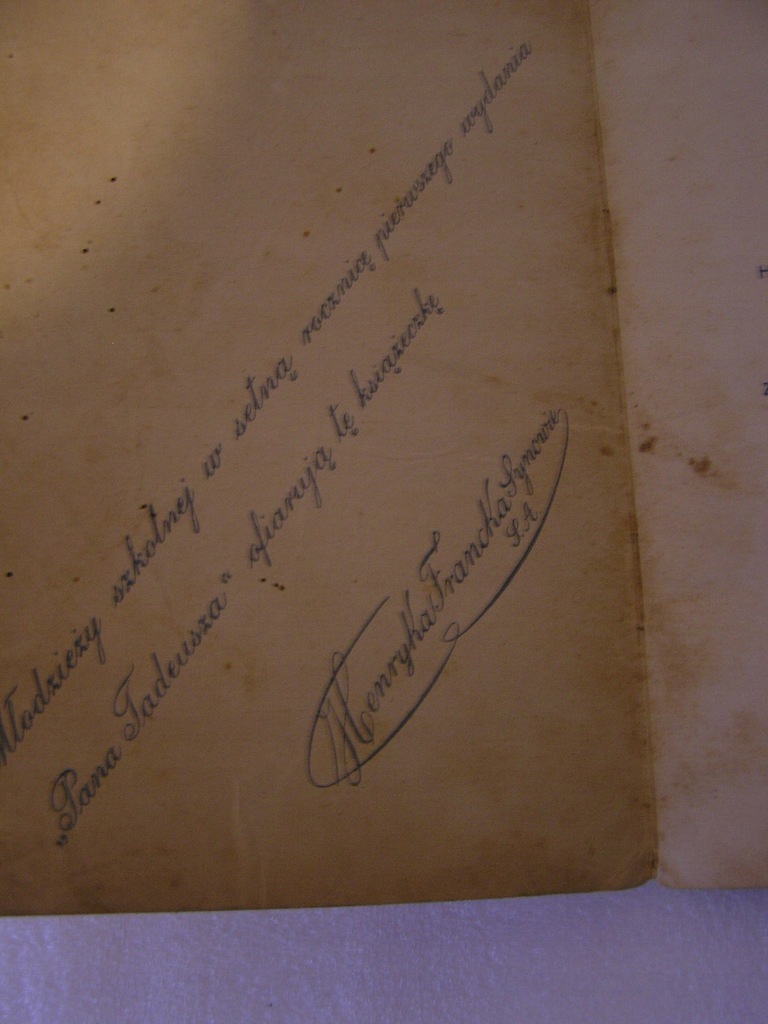 Młodzieży szkolnej w setną rocznicę pierwszego wydania
„Pana Tadeusza“ ofiarują tę książeczkę
Henryka Francka Synowie
S.A.
H
Z